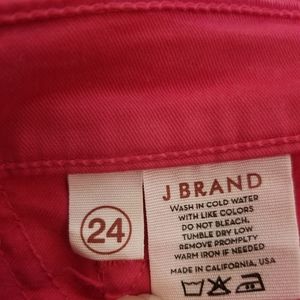 24
J BRAND
WASH IN COLD WATER
WITH LIKE COLORS
DO NOT BLEACH.
TUMBLE DRY LOW
REMOVE PROMPTLY
WARM IRON IF NEEDED
MADE IN CALIFORNIA, USA